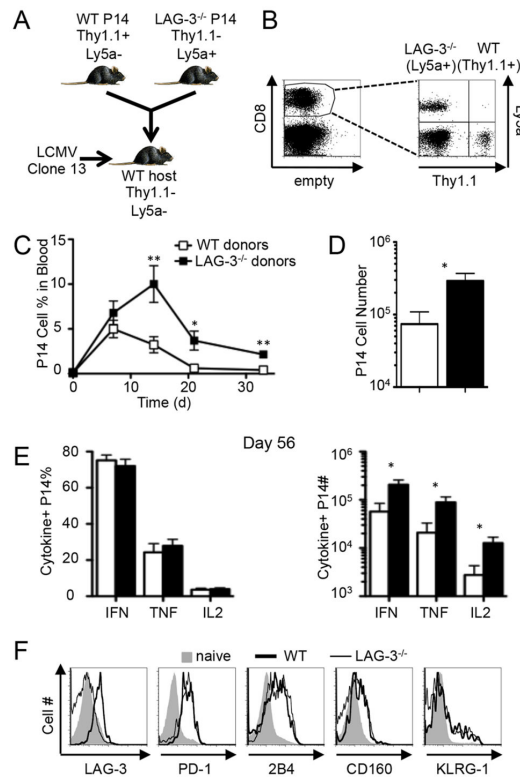 A
WT P14
Thy1.1+
Ly5a-
LAG-3-/- P14
Thy1.1-
Ly5a+
LCMV
Clone 13
WT host
Thy1.1-
Ly5a-
B
LAG-3-/- WT
(Ly5a+)(Thy1.1+)
CD8
empty
Ly5a
Thy1.1
C
WT donors
LAG-3-/- donors
P14 Cell % in Blood
15
10
5
0
** * **
0 10 20 30
Time (d)
D
P14 Cell Number
10^6
10^5
10^4
*
E
Day 56
Cytokine+ P14%
80
60
40
20
0
IFN TNF IL2
Cytokine+ P14#
10^6
10^5
10^4
10^3
* * *
IFN TNF IL2
F
naive WT LAG-3-/-
Cell #
LAG-3 PD-1 2B4 CD160 KLRG-1